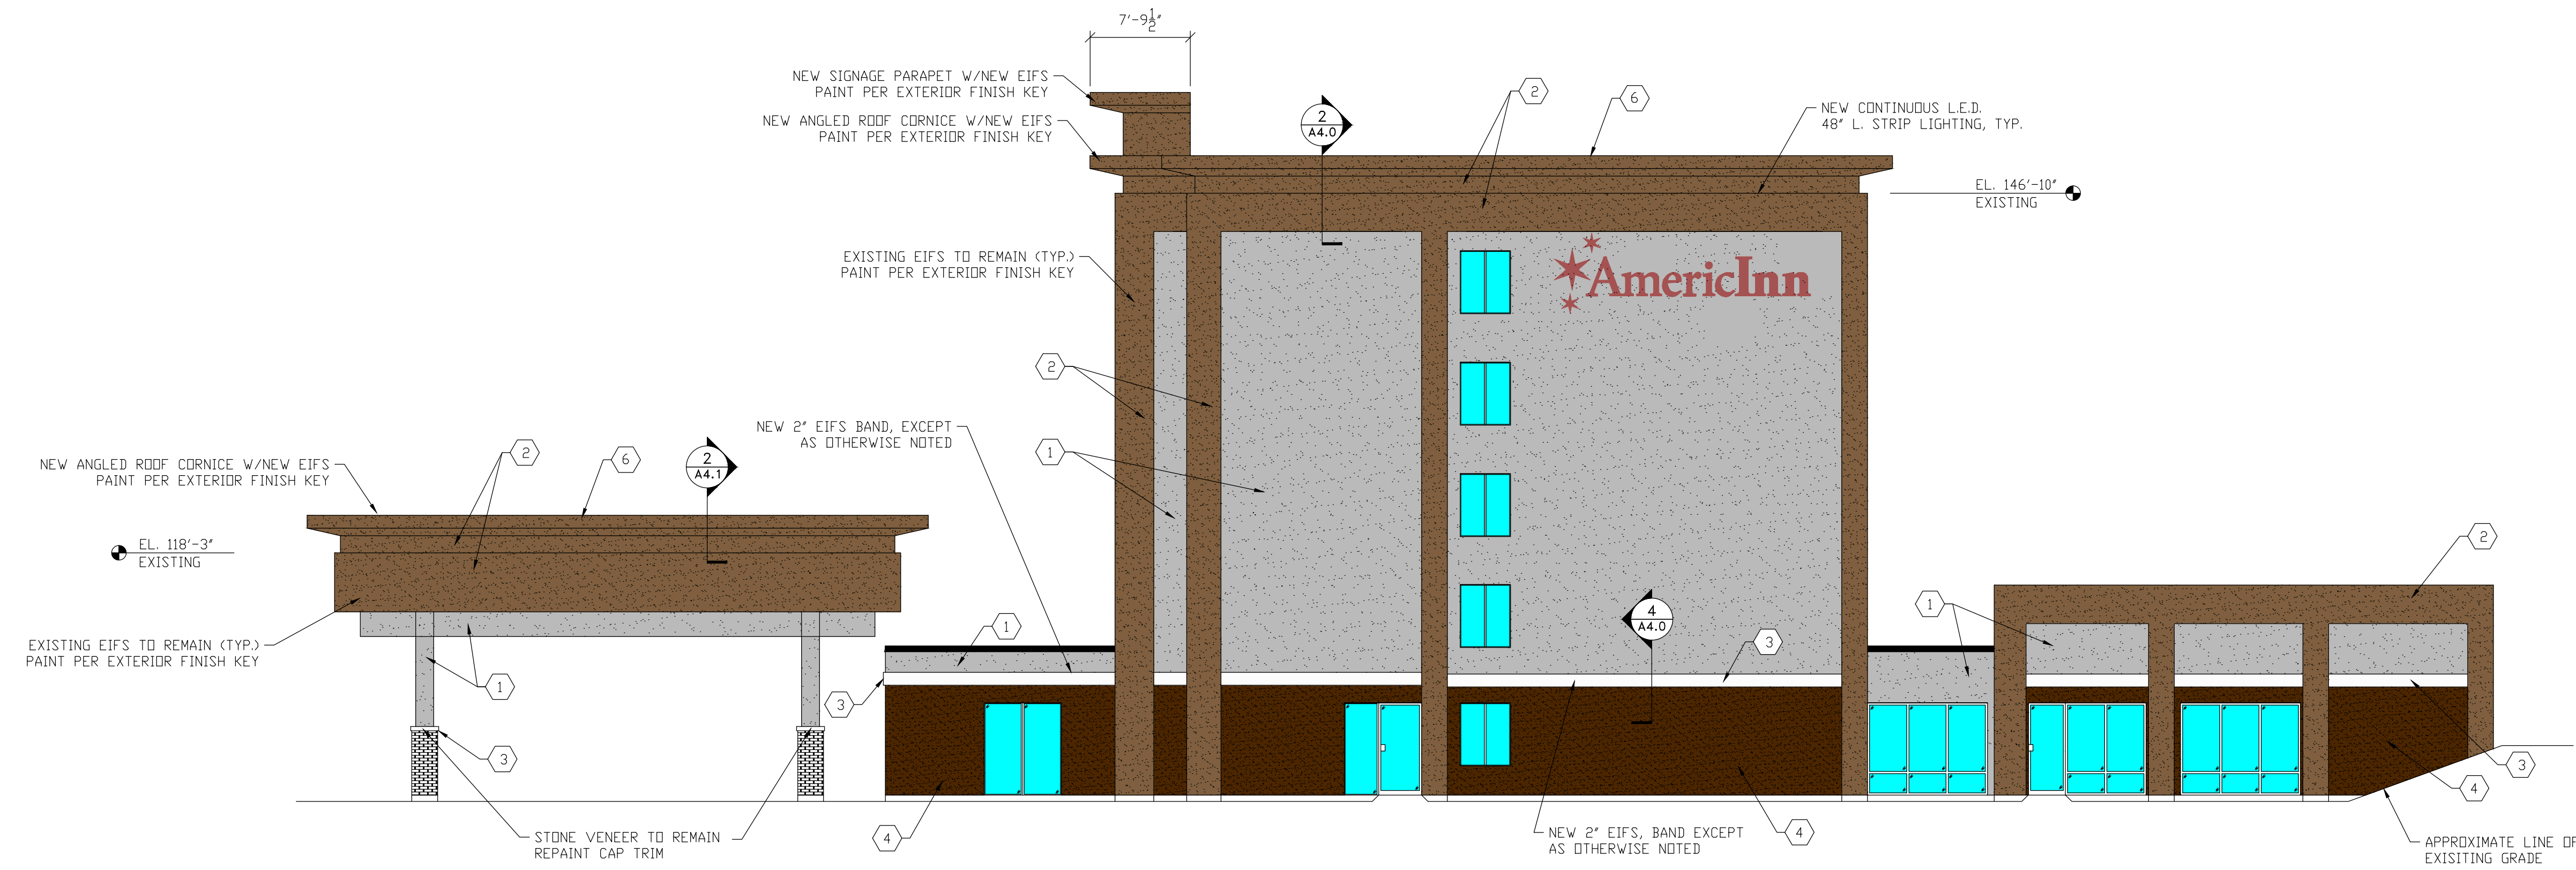 7'-9 1/2"
NEW SIGNAGE PARAPET W/NEW EIFS
PAINT PER EXTERIOR FINISH KEY
NEW ANGLED ROOF CORNICE W/NEW EIFS
PAINT PER EXTERIOR FINISH KEY
2
A4.0
2
6
NEW CONTINUOUS L.E.D.
48" L. STRIP LIGHTING, TYP.
EL. 146'-10"
EXISTING
EXISTING EIFS TO REMAIN (TYP.)
PAINT PER EXTERIOR FINISH KEY
AmericInn
2
NEW 2" EIFS BAND, EXCEPT
AS OTHERWISE NOTED
1
NEW ANGLED ROOF CORNICE W/NEW EIFS
PAINT PER EXTERIOR FINISH KEY
2
6
2
A4.1
EL. 118'-3"
EXISTING
2
EXISTING EIFS TO REMAIN (TYP.)
PAINT PER EXTERIOR FINISH KEY
1
1
3
4
A4.0
3
1
3
3
4
STONE VENEER TO REMAIN
REPAINT CAP TRIM
4
NEW 2" EIFS, BAND EXCEPT
AS OTHERWISE NOTED
4
APPROXIMATE LINE OF
EXISITING GRADE